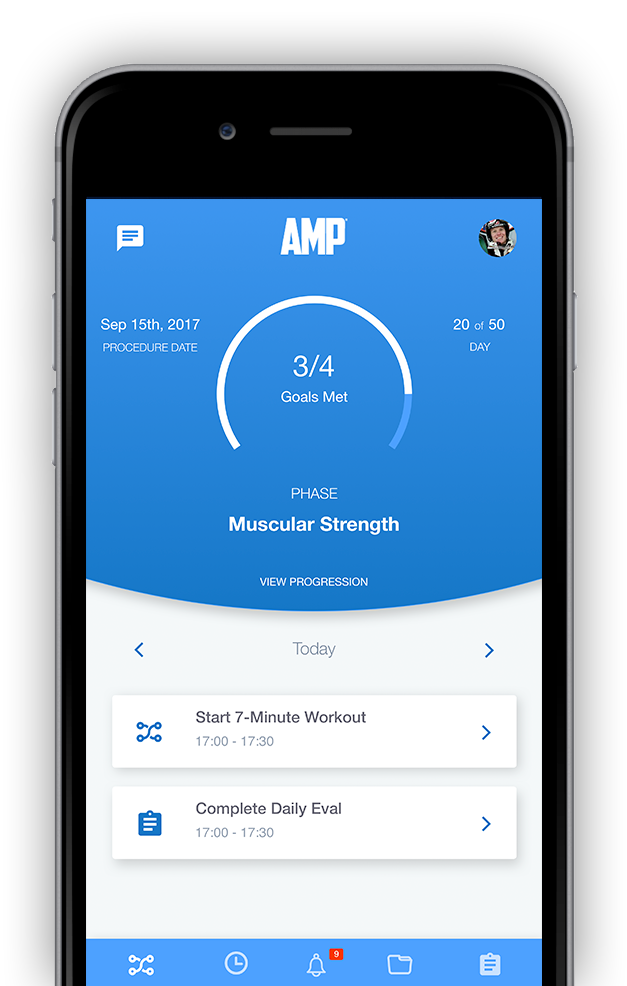 AMP
Sep 15th, 2017
PROCEDURE DATE
3/4
Goals Met
20 of 50
DAY
PHASE
Muscular Strength
VIEW PROGRESSION
Today
Start 7-Minute Workout
17:00 - 17:30
Complete Daily Eval
17:00 - 17:30
9